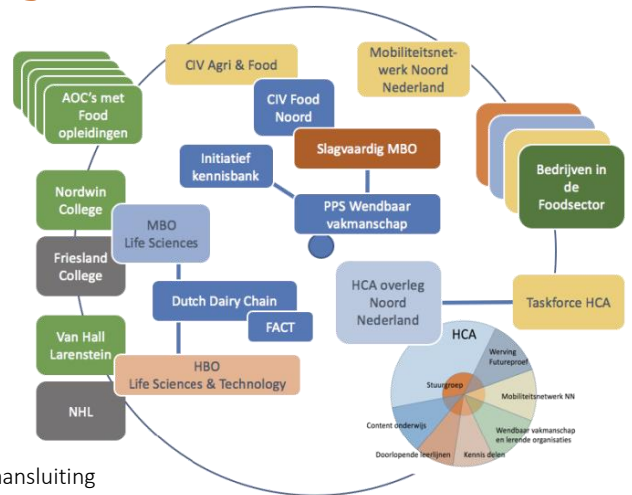 CIV Agri & Food
Mobiliteitsnet-
werk Noord
Nederland
AOC's met
Food
opleidingen
CIV Food
Noord
Slagvaardig MBO
Initiatief
kennisbank
Bedrijven in
de
Foodsector
Nordwin
College
PPS Wendbaar
vakmanschap
MBO
Life Sciences
Friesland
College
HCA overleg
Noord
Nederland
Taskforce HCA
Dutch Dairy Chain
FACT
Van Hall
Larenstein
HBO
Life Sciences & Technology
NHL
HCA
Werving
Futureproof
Stuurgroep
Mobiliteitsnetwerk NN
Content onderwijs
Wendbaar vakmanschap
en lerende organisaties
Doorlopende leerlijnen
Kennis delen
aansluiting